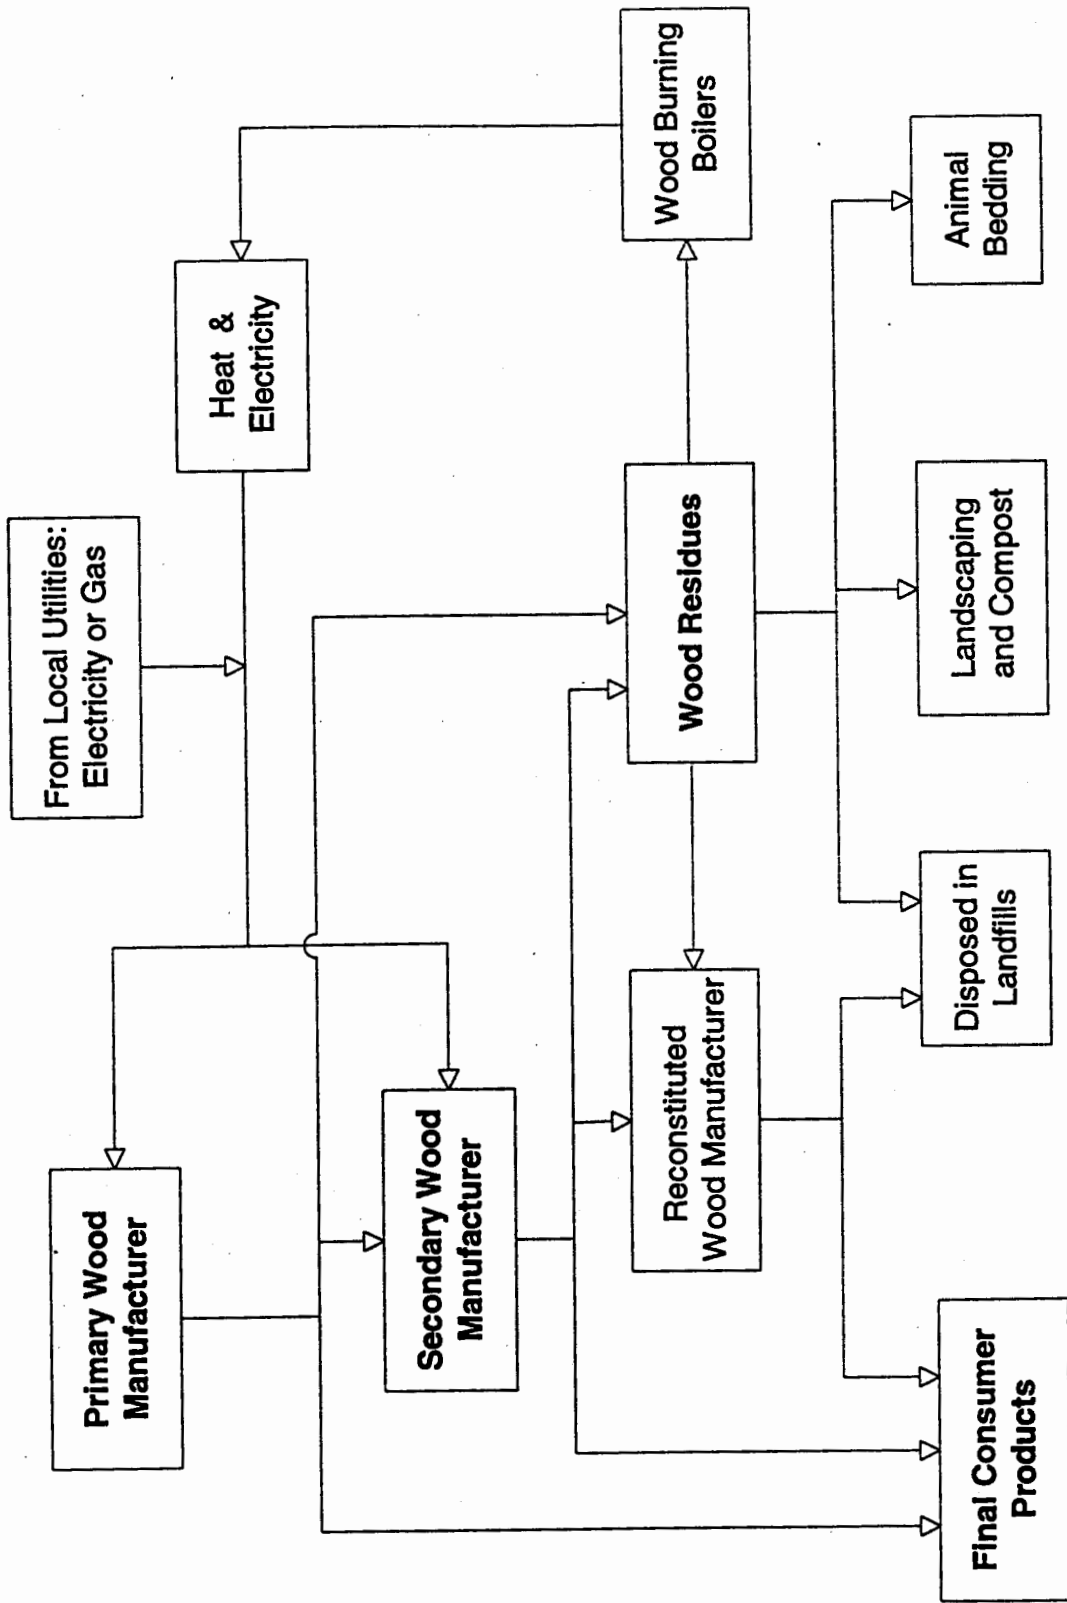 From Local Utilities:
Electricity or Gas
Primary Wood
Manufacturer
Heat &
Electricity
Secondary Wood
Manufacturer
Reconstituted
Wood Manufacturer
Wood Residues
Wood Burning
Boilers
Final Consumer
Products
Disposed in
Landfills
Landscaping
and Compost
Animal
Bedding